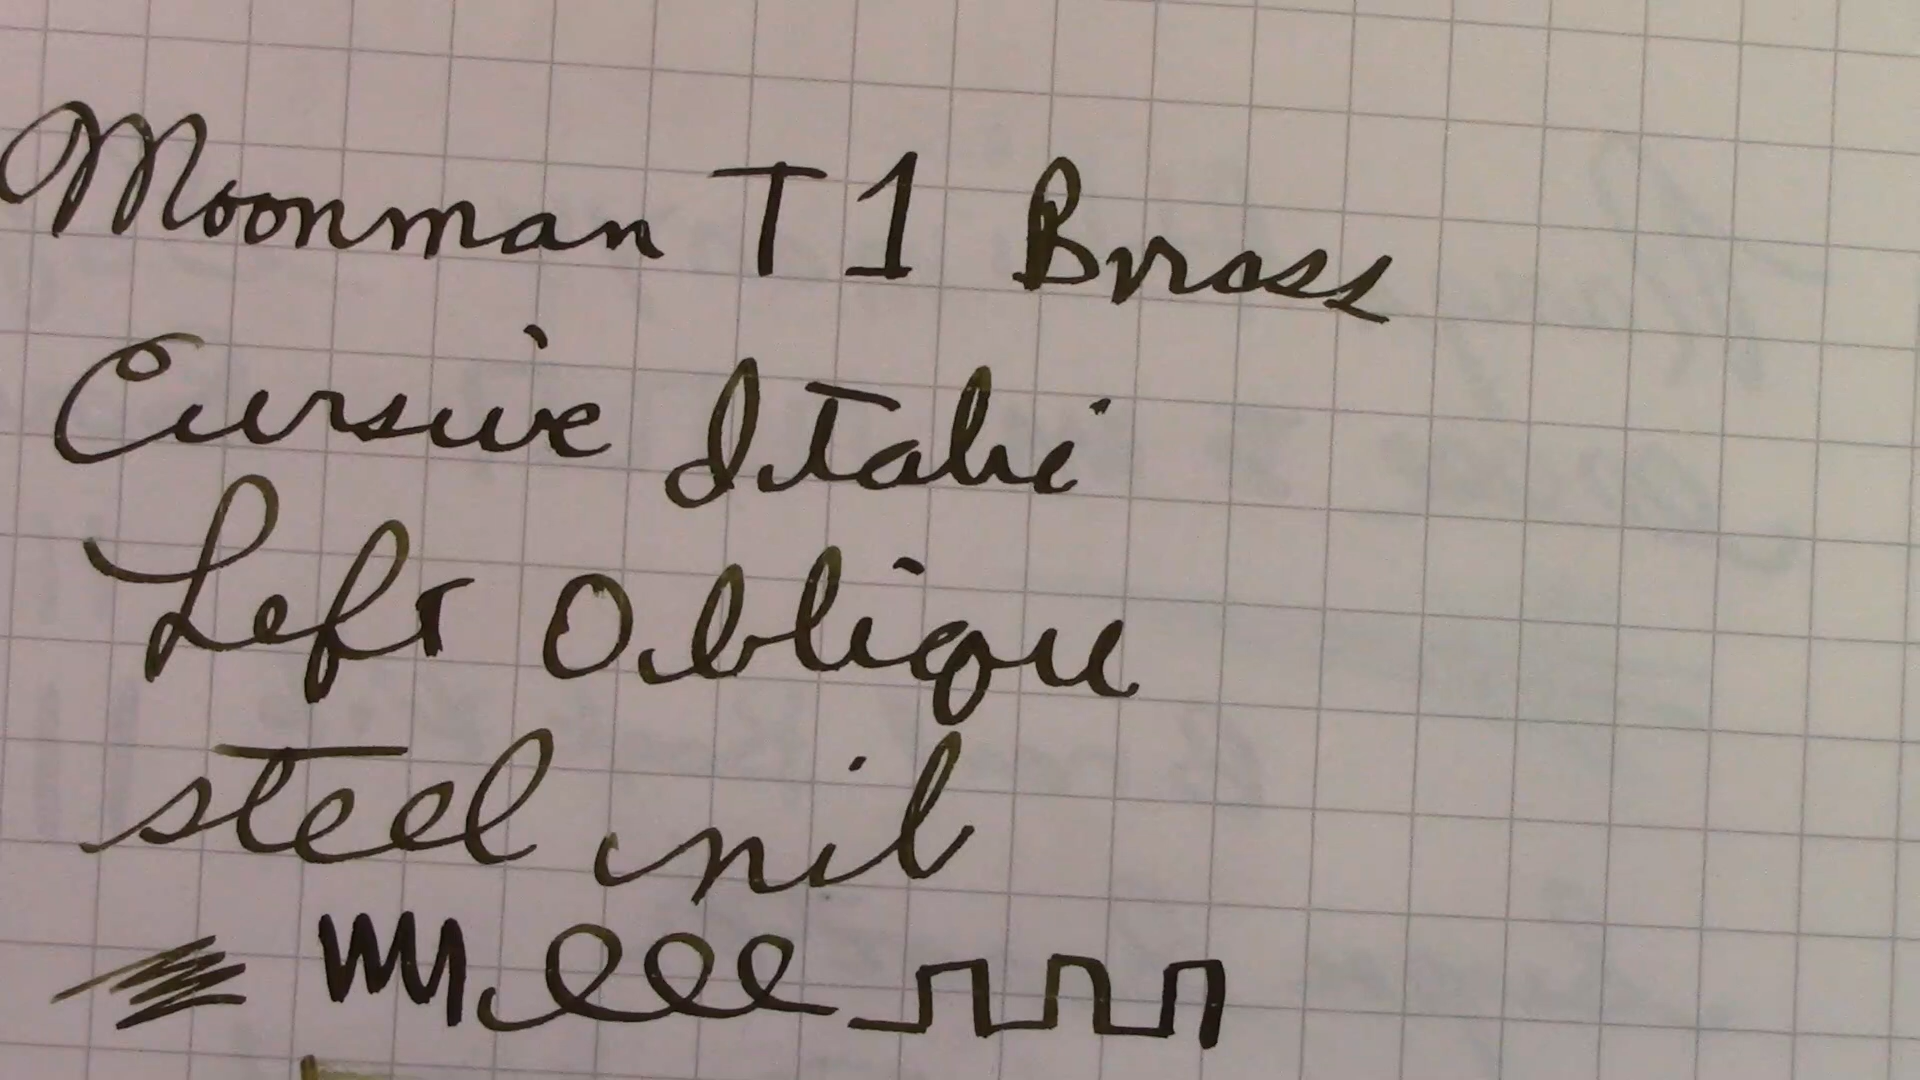 Moonman T1 Brass
Cursive Italic
Left Oblique
steel nib